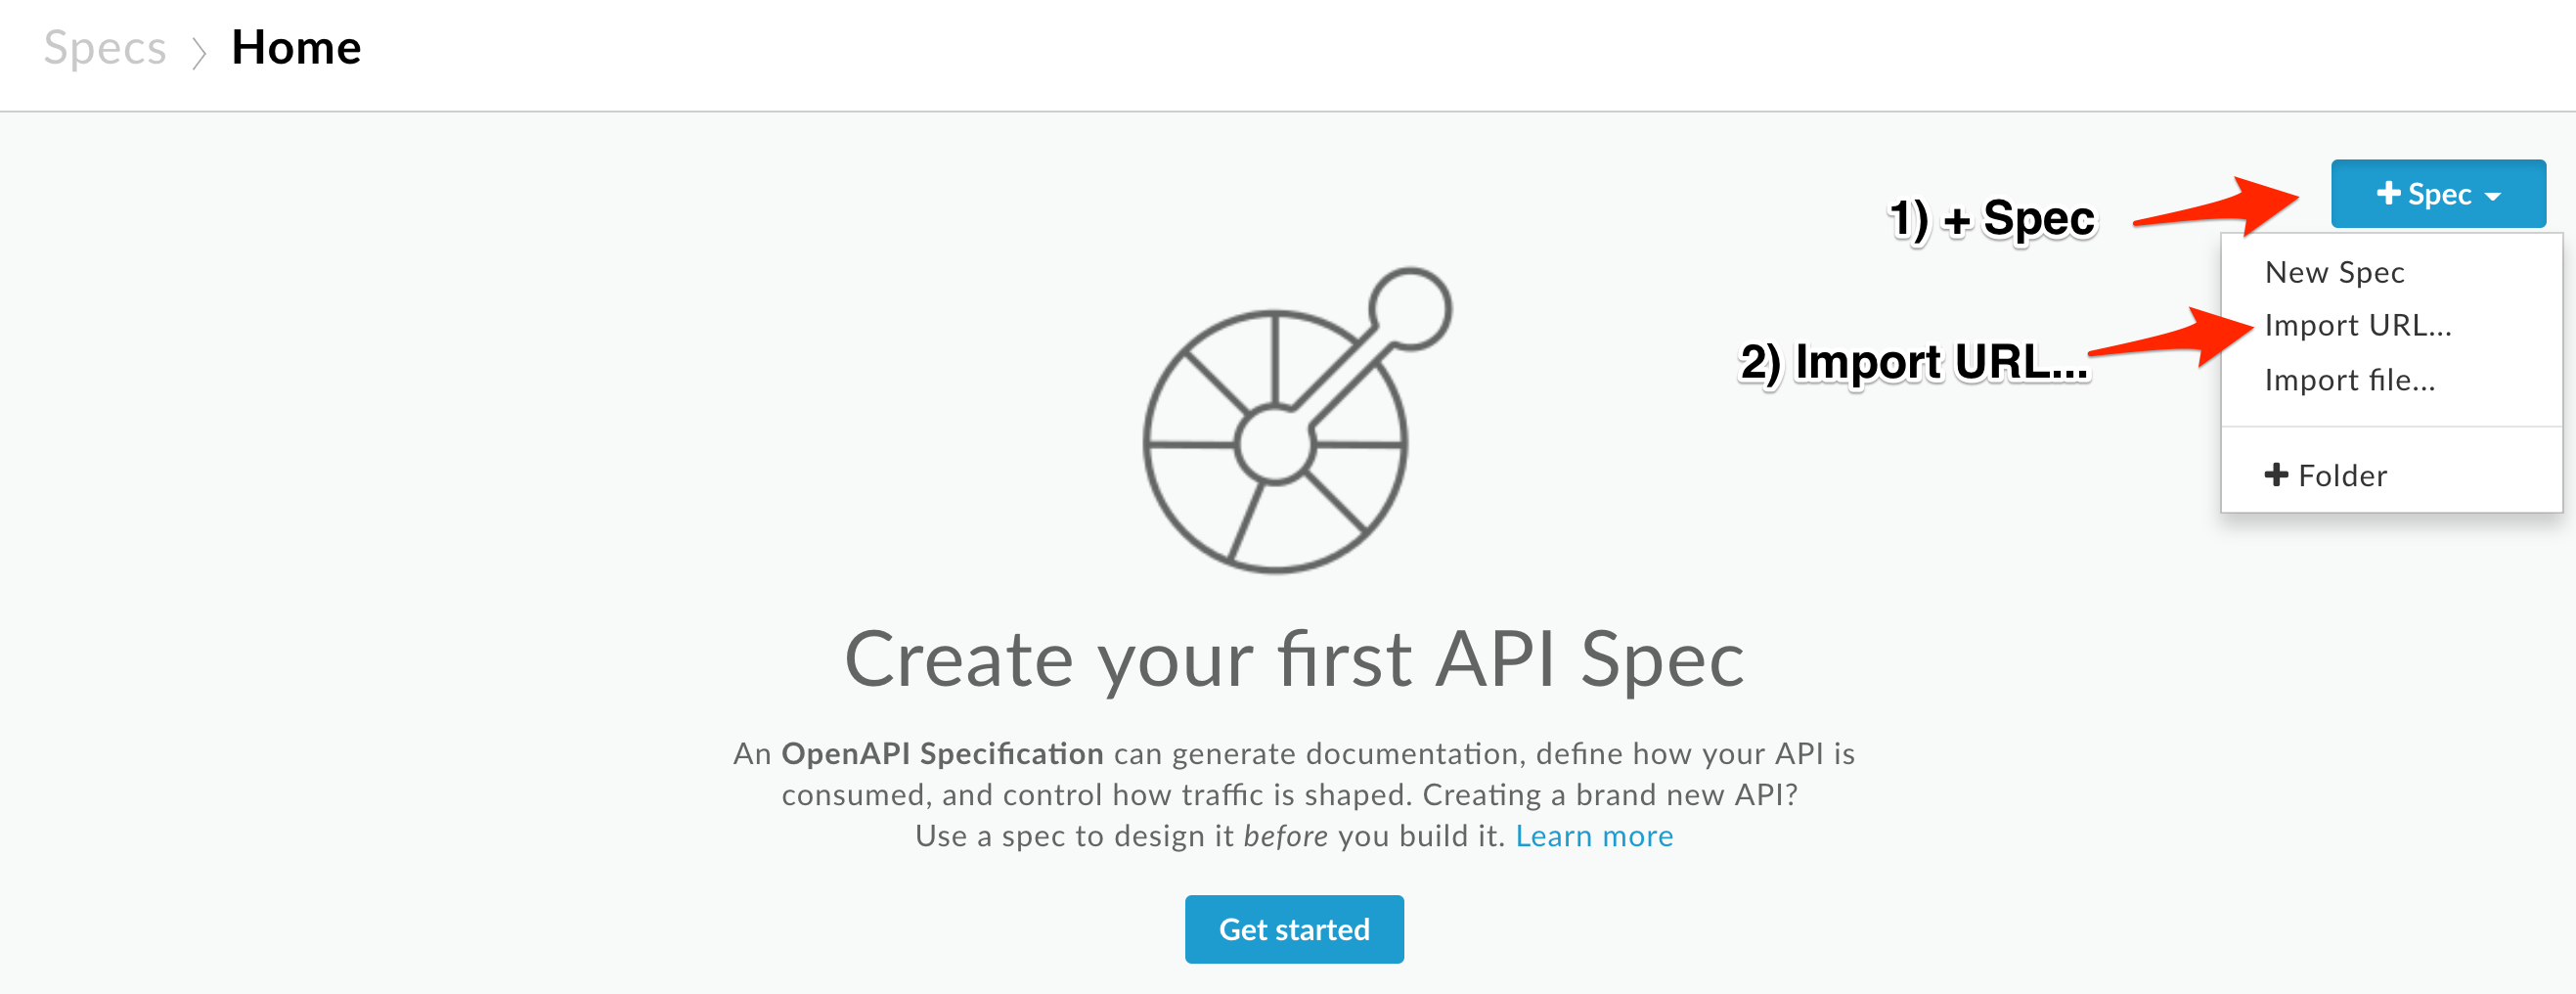 Specs > Home
+ Spec
1) + Spec
New Spec
Import URL...
2) Import URL...
Import file...
+ Folder
Create your first API Spec
An OpenAPI Specification can generate documentation, define how your API is
consumed, and control how traffic is shaped. Creating a brand new API?
Use a spec to design it before you build it. Learn more
Get started